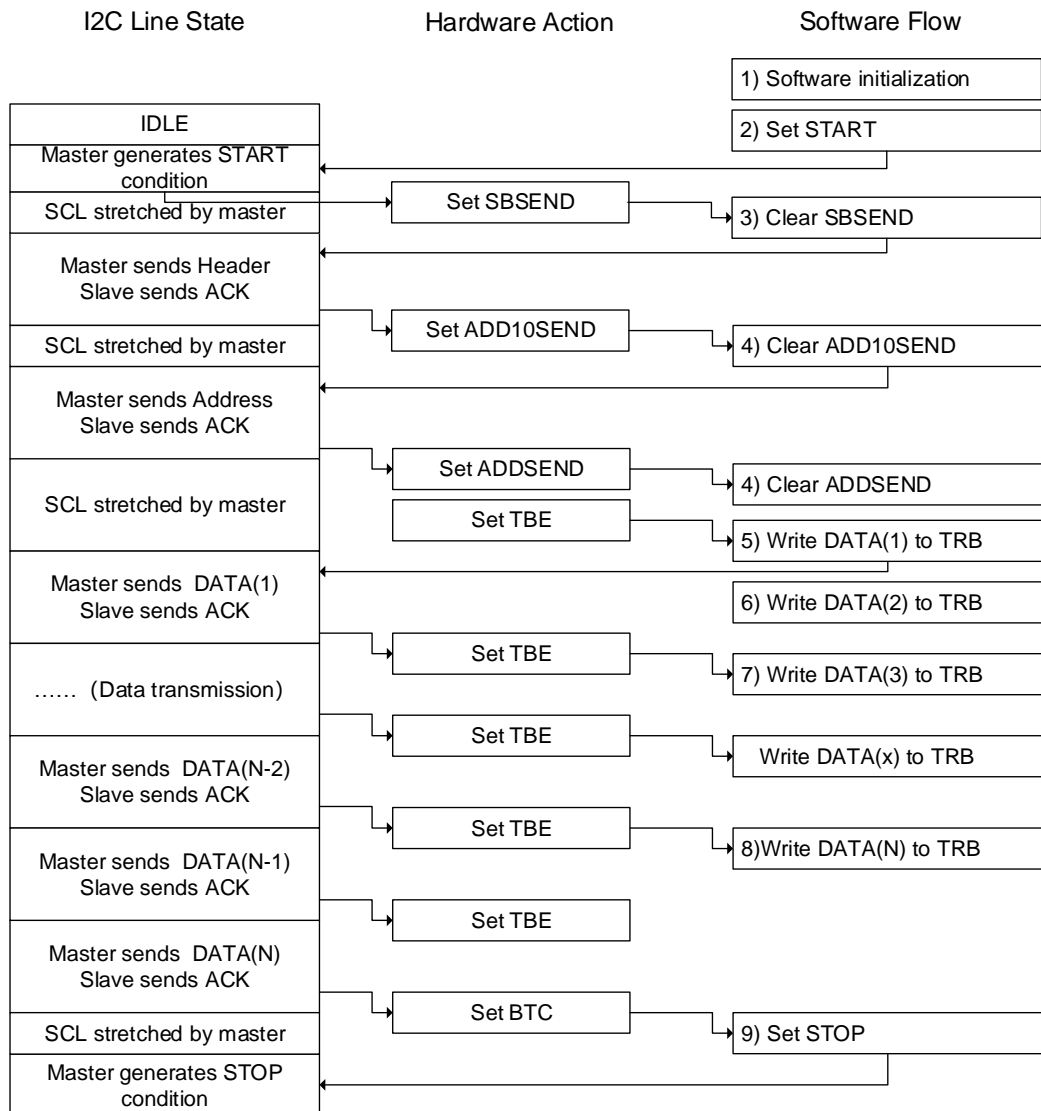 I2C Line State
Hardware Action
Software Flow
1) Software initialization
IDLE
2) Set START
Master generates START
condition
SCL stretched by master
Set SBSEND
3) Clear SBSEND
Master sends Header
Slave sends ACK
SCL stretched by master
Set ADD10SEND
4) Clear ADD10SEND
Master sends Address
Slave sends ACK
SCL stretched by master
Set ADDSEND
4) Clear ADDSEND
Set TBE
5) Write DATA(1) to TRB
Master sends DATA(1)
Slave sends ACK
6) Write DATA(2) to TRB
Set TBE
7) Write DATA(3) to TRB
…… (Data transmission)
Set TBE
Write DATA(x) to TRB
Master sends DATA(N-2)
Slave sends ACK
Set TBE
8)Write DATA(N) to TRB
Master sends DATA(N-1)
Slave sends ACK
Set TBE
Master sends DATA(N)
Slave sends ACK
Set BTC
9) Set STOP
SCL stretched by master
Master generates STOP
condition